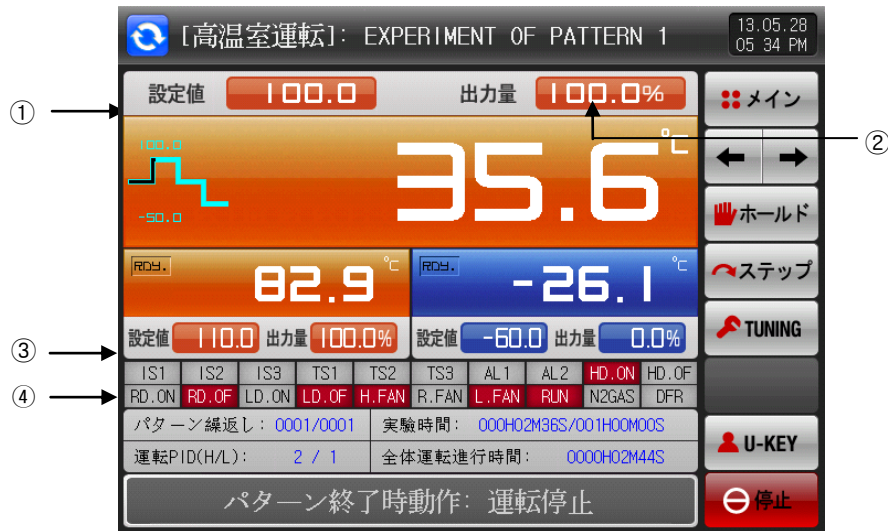 [高温室運転]: EXPERIMENT OF PATTERN 1
13.05.28
05 34 PM
① 設定値 100.0 出力量 100.0%
②
100.0
-50.0
35.6 ℃
RDY. 82.9 ℃
RDY. -26.1 ℃
設定値 110.0 出力量 100.0%
設定値 -60.0 出力量 0.0%
③
IS1 IS2 IS3 TS1 TS2 TS3 AL1 AL2 HD.ON HD.OF
④ RD.ON RD.OF LD.ON LD.OF H.FAN R.FAN L.FAN RUN N2GAS DFR
パターン繰返し: 0001/0001 実験時間: 000H02M36S/001H00M00S
運転PID(H/L): 2 / 1 全体運転進行時間: 0000H02M44S
パターン終了時動作: 運転停止
メイン
ホールド
ステップ
TUNING
U-KEY
停止